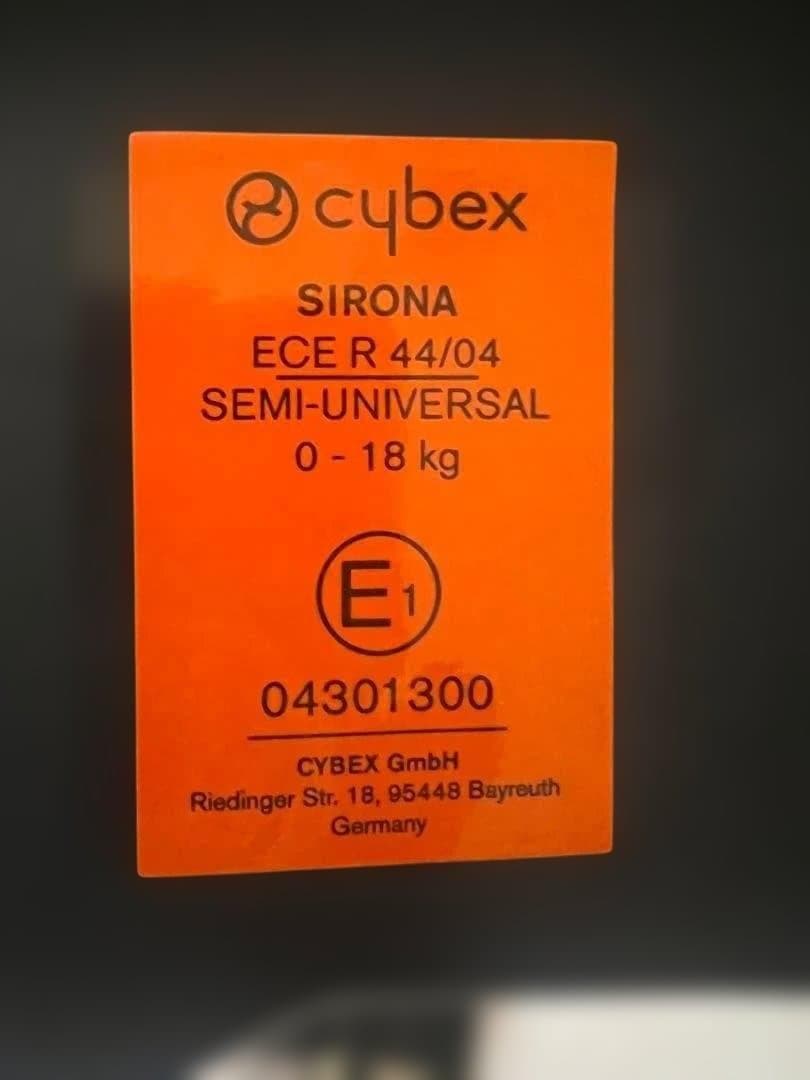 cybex
SIRONA
ECE R 44/04
SEMI-UNIVERSAL
0 - 18 kg
E1
04301300
CYBEX GmbH
Riedinger Str. 18, 95448 Bayreuth
Germany